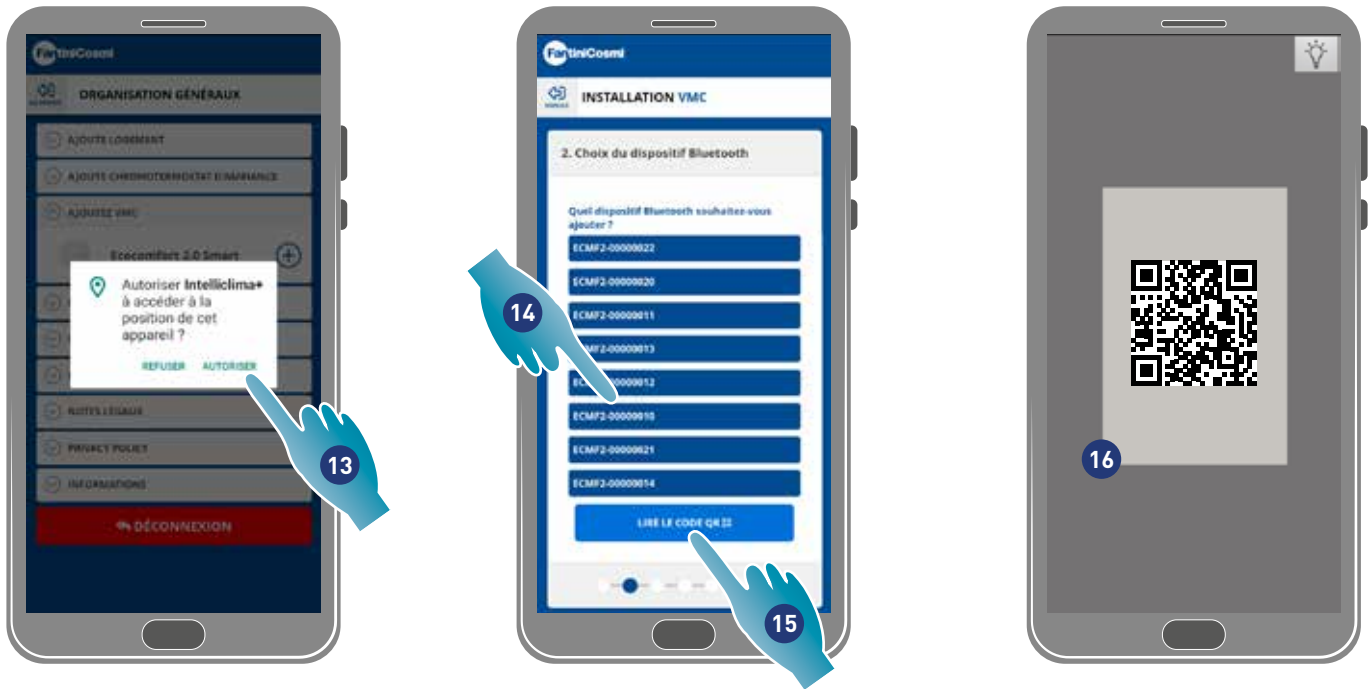 FantiniCosmi
ORGANISATION GÉNÉRAUX
AJOUTE LOGEMENT
AJOUTE CHRONOTERMOSTAT D'AMBIANCE
AJOUTEZ VMC
Ecocomfort 2.0 Smart
Autoriser Intelliclima+
à accéder à la
position de cet
appareil ?
REFUSER AUTORISER
NOTES LÉGAUX
PRIVACY POLICY
INFORMATIONS
DÉCONNEXION
13
FantiniCosmi
INSTALLATION VMC
2. Choix du dispositif Bluetooth
Quel dispositif Bluetooth souhaitez-vous
ajouter ?
ECMF2-00000022
ECMF2-00000020
ECMF2-00000011
ECMF2-00000013
ECMF2-00000012
ECMF2-00000010
ECMF2-00000021
ECMF2-00000014
LIRE LE CODE QR
14
15
16